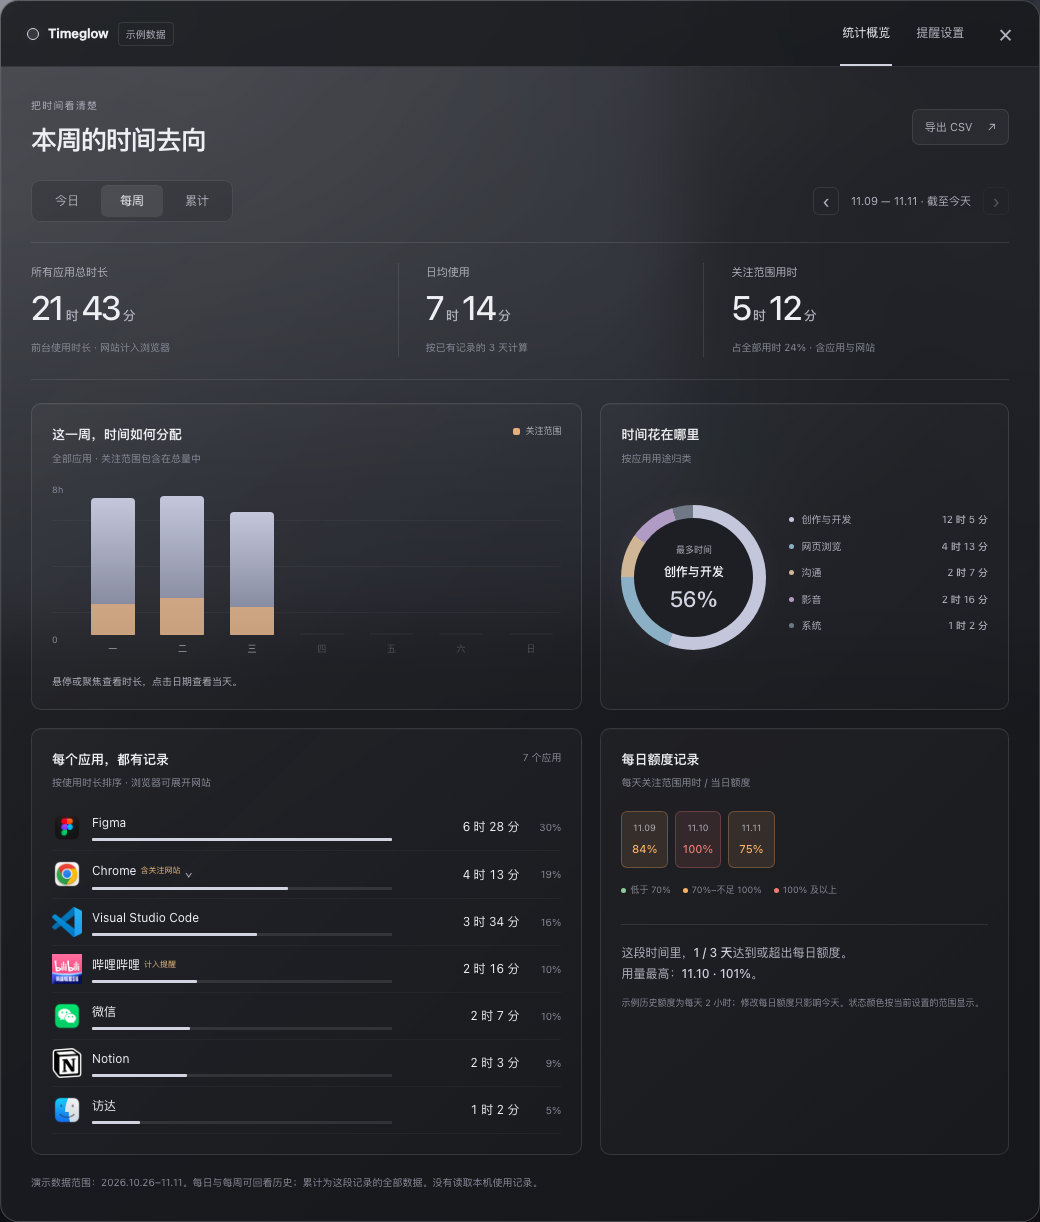 Timeglow 示例数据 统计概览 提醒设置
把时间看清楚
本周的时间去向
导出 CSV ↗
今日 每周 累计
11.09 — 11.11 · 截至今天
所有应用总时长
21 时 43 分
前台使用时长 · 网站计入浏览器
日均使用
7 时 14 分
按已有记录的 3 天计算
关注范围用时
5 时 12 分
占全部用时 24% · 含应用与网站
这一周，时间如何分配
关注范围
全部应用 · 关注范围包含在总量中
8h
0
一 二 三 四 五 六 日
悬停或聚焦查看时长，点击日期查看当天。
时间花在哪里
按应用用途归类
最多时间
创作与开发
56%
创作与开发 12 时 5 分
网页浏览 4 时 13 分
沟通 2 时 7 分
影音 2 时 16 分
系统 1 时 2 分
每个应用，都有记录
7 个应用
按使用时长排序 · 浏览器可展开网站
Figma 6 时 28 分 30%
Chrome 含关注网站 4 时 13 分 19%
Visual Studio Code 3 时 34 分 16%
bilibili
哔哩哔哩 计入提醒 2 时 16 分 10%
微信 2 时 7 分 10%
Notion 2 时 3 分 9%
访达 1 时 2 分 5%
每日额度记录
每天关注范围用时 / 当日额度
11.09 11.10 11.11
84% 100% 75%
低于 70% 70%–不足 100% 100% 及以上
这段时间里，1 / 3 天达到或超出每日额度。
用量最高：11.10 · 101%。
示例历史额度为每天 2 小时；修改每日额度只影响今天。状态颜色按当前设置的范围显示。
演示数据范围：2026.10.26–11.11。每日与每周可回看历史；累计为这段记录的全部数据。没有读取本机使用记录。